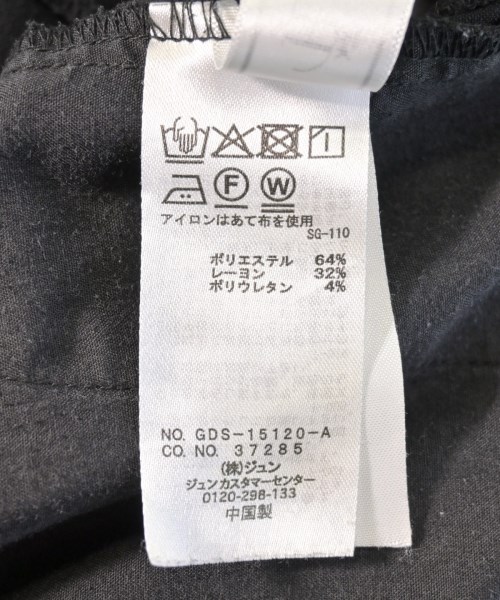 F
W
アイロンはあて布を使用
SG-110
ポリエステル 64%
レーヨン 32%
ポリウレタン 4%
NO. GDS-15120-A
CO. NO. 37285
(株)ジュン
ジュンカスタマーセンター
0120-298-133
中国製